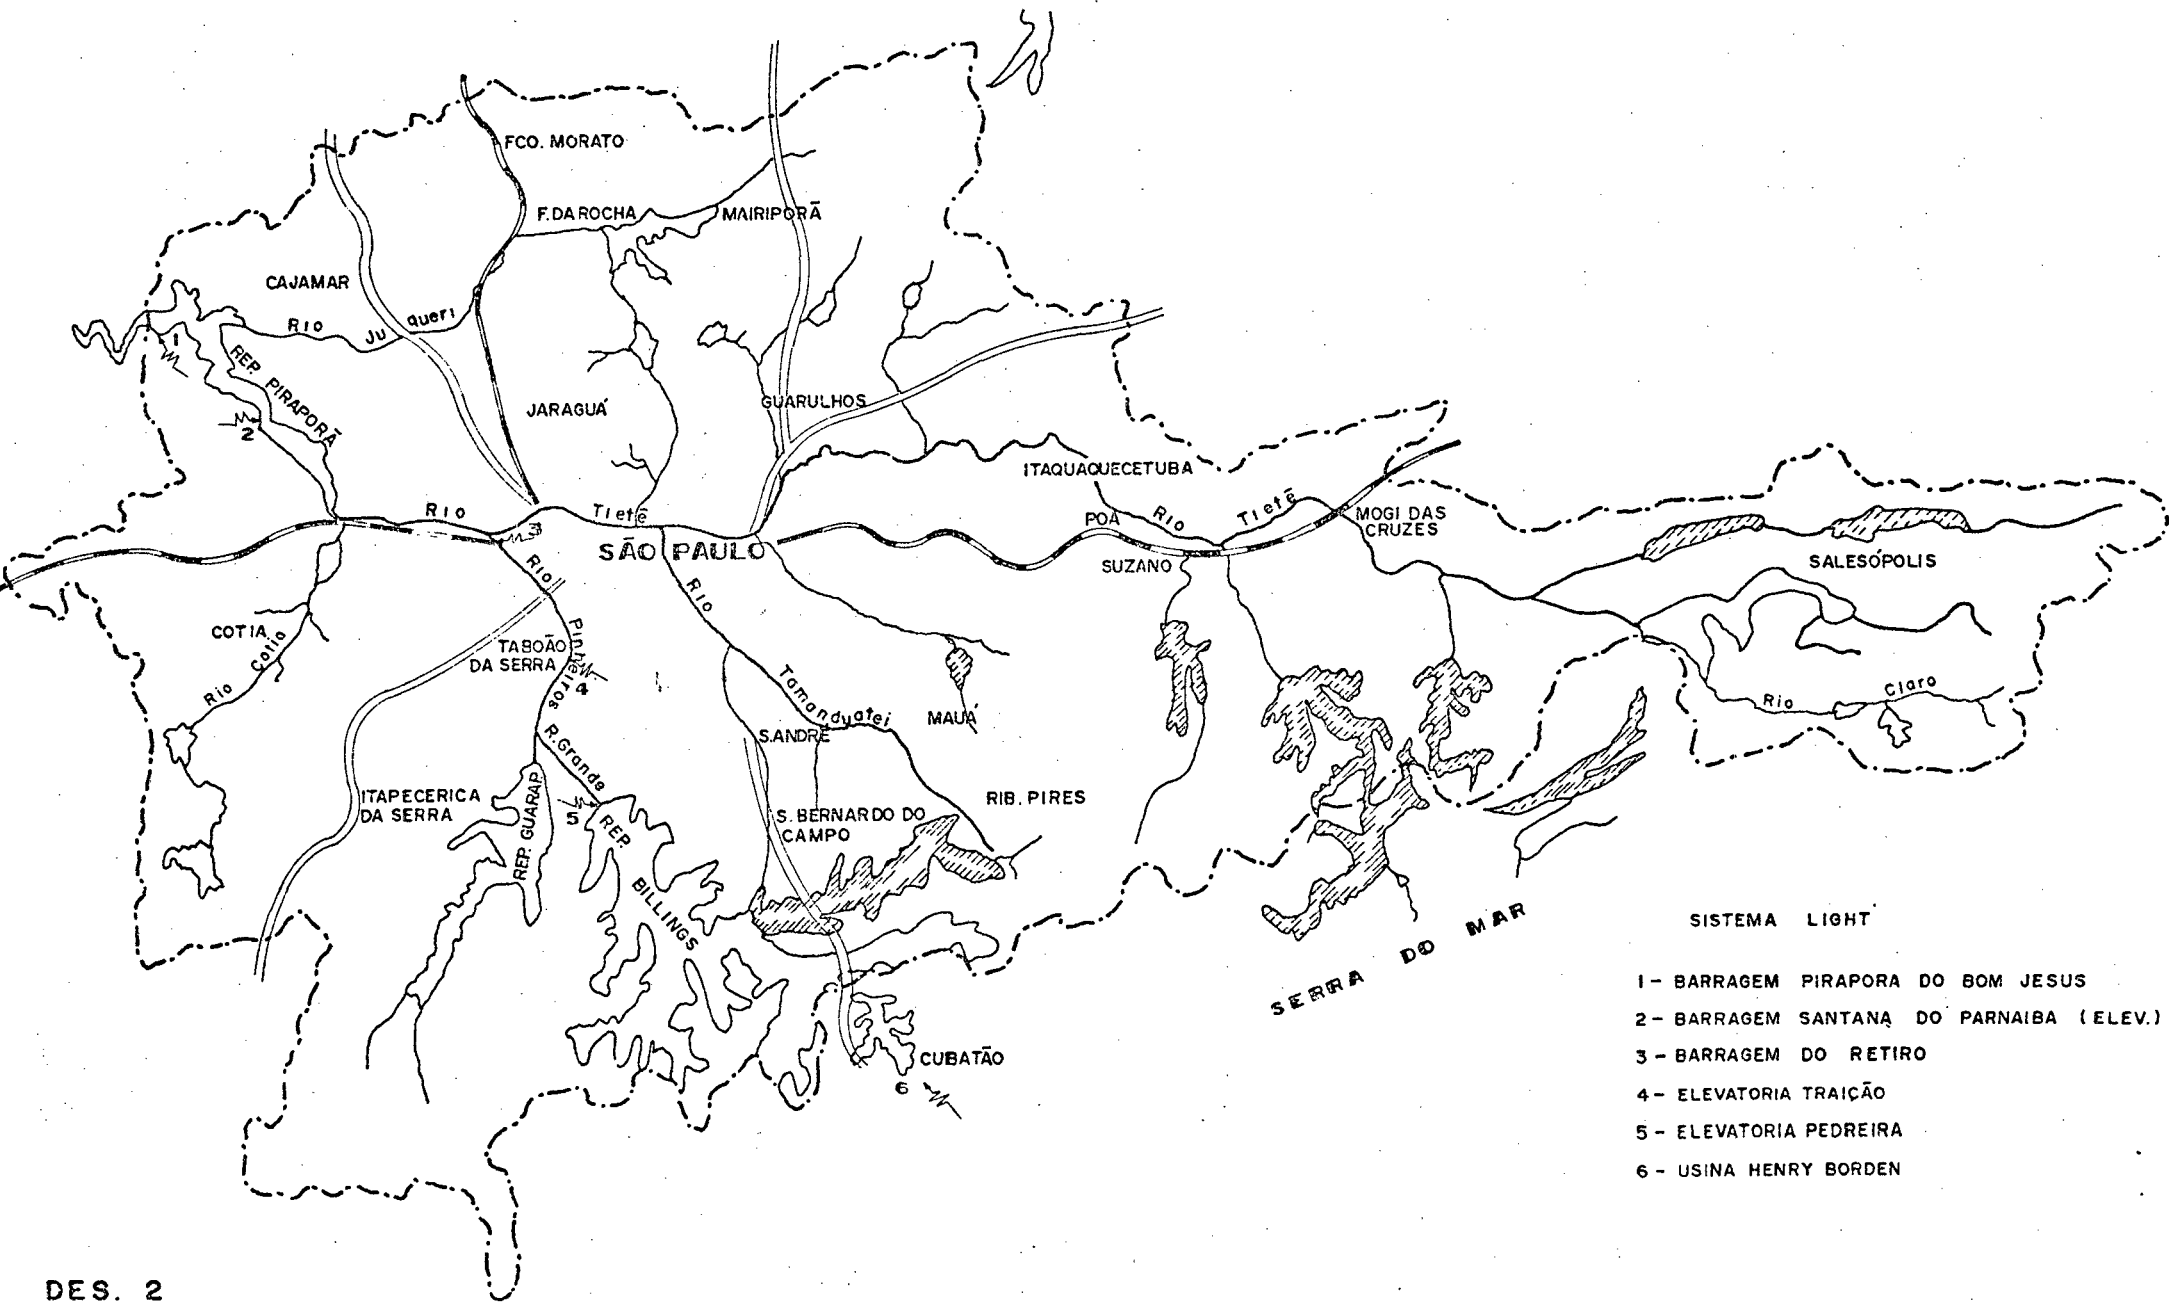 FCO. MORATO
F. DA ROCHA
MAIRIPORÃ
CAJAMAR
Rio Juqueri
1
REP. PIRAPORÃ
2
JARAGUÁ
GUARULHOS
ITAQUAQUECETUBA
Rio Tietê
3
SÃO PAULO
POÁ
Rio Tietê
MOGI DAS
CRUZES
SUZANO
SALESÓPOLIS
COTIA
Rio Cotia
TABOÃO
DA SERRA
Rio Pinheiros
4
Rio Tamanduatei
MAUÁ
Rio Claro
S. ANDRÉ
R. Grande
ITAPECERICA
DA SERRA
REP. GUARAP.
5
REP. BILLINGS
S. BERNARDO DO
CAMPO
RIB. PIRES
SERRA DO MAR
CUBATÃO
6
SISTEMA LIGHT
1 - BARRAGEM PIRAPORA DO BOM JESUS
2 - BARRAGEM SANTANA DO PARNAIBA (ELEV.)
3 - BARRAGEM DO RETIRO
4 - ELEVATORIA TRAIÇÃO
5 - ELEVATORIA PEDREIRA
6 - USINA HENRY BORDEN
DES. 2